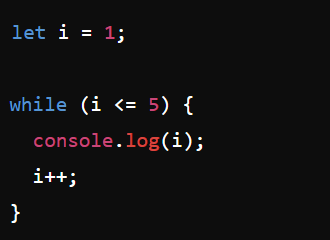 let i = 1;

while (i <= 5) {
  console.log(i);
  i++;
}